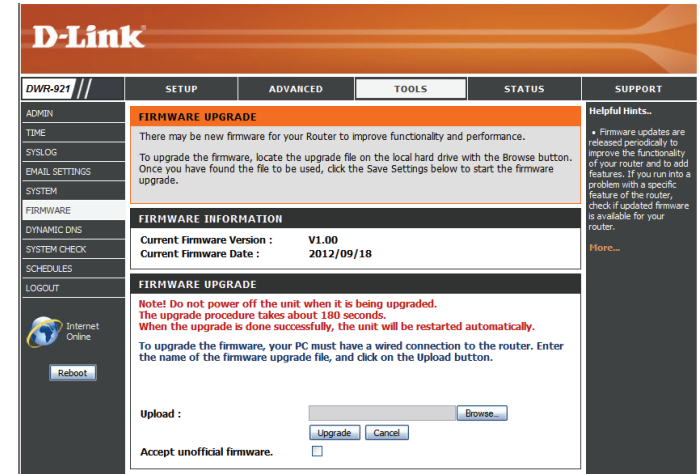 D-Link
DWR-921
SETUP
ADVANCED
TOOLS
STATUS
SUPPORT
ADMIN
TIME
SYSLOG
EMAIL SETTINGS
SYSTEM
FIRMWARE
DYNAMIC DNS
SYSTEM CHECK
SCHEDULES
LOGOUT
Internet
Online
Reboot
FIRMWARE UPGRADE
There may be new firmware for your Router to improve functionality and performance.
To upgrade the firmware, locate the upgrade file on the local hard drive with the Browse button.
Once you have found the file to be used, click the Save Settings below to start the firmware
upgrade.
FIRMWARE INFORMATION
Current Firmware Version : V1.00
Current Firmware Date : 2012/09/18
FIRMWARE UPGRADE
Note! Do not power off the unit when it is being upgraded.
The upgrade procedure takes about 180 seconds.
When the upgrade is done successfully, the unit will be restarted automatically.
To upgrade the firmware, your PC must have a wired connection to the router. Enter
the name of the firmware upgrade file, and click on the Upload button.
Upload : Browse...
Upgrade Cancel
Accept unofficial firmware.
Helpful Hints..
• Firmware updates are
released periodically to
improve the functionality
of your router and to add
features. If you run into a
problem with a specific
feature of the router,
check if updated firmware
is available for your
router.
More...